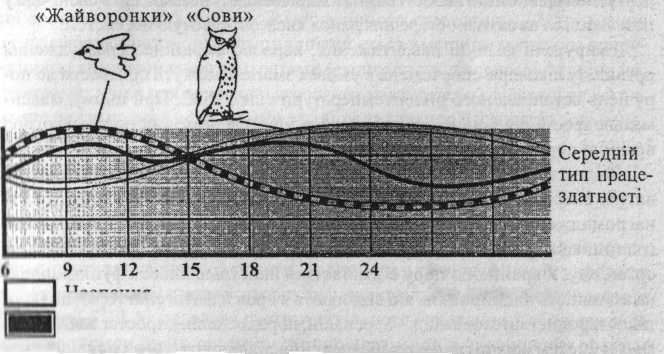 «Жайворонки» «Сови»
Середній
тип праце-
здатності
6 9 12 15 18 21 24